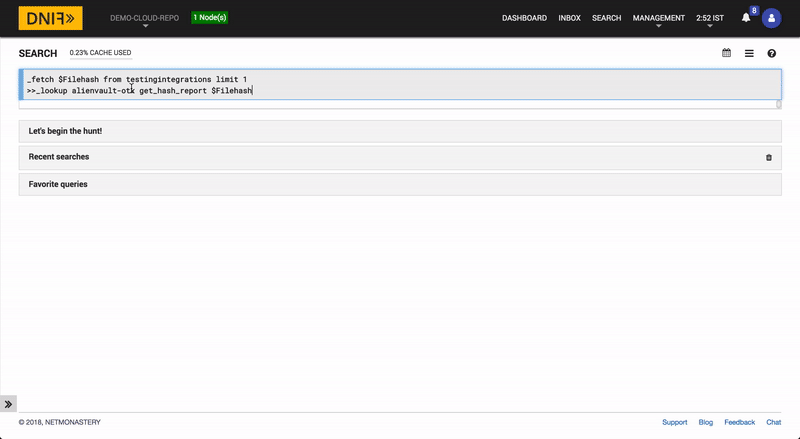 DNIF»
DEMO-CLOUD-REPO
1 Node(s)
DASHBOARD
INBOX
SEARCH
MANAGEMENT
2:52 IST
8
SEARCH
0.23% CACHE USED
_fetch $Filehash from testingintegrations limit 1
>>_lookup alienvault-otx get_hash_report $Filehash
Let's begin the hunt!
Recent searches
Favorite queries
© 2018, NETMONASTERY
Support
Blog
Feedback
Chat